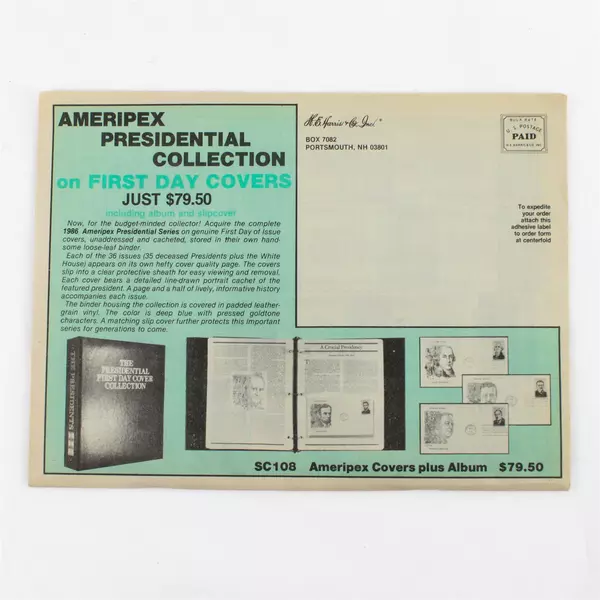 AMERIPEX
PRESIDENTIAL
COLLECTION
on FIRST DAY COVERS
JUST $79.50
including album and slipcover
Now, for the budget-minded collector! Acquire the complete
1986 Ameripex Presidential Series on genuine First Day of Issue
covers, unaddressed and cacheted, stored in their own hand-
some loose-leaf binder.
Each of the 36 issues (35 deceased Presidents plus the White
House) appears on its own hefty cover quality page. The covers
slip into a clear protective sheath for easy viewing and removal.
Each cover bears a detailed line-drawn portrait cachet of the
featured president. A page and a half of lively, informative history
accompanies each issue.
The binder housing the collection is covered in padded leather-
grain vinyl. The color is deep blue with pressed goldtone
characters. A matching slip cover further protects this important
series for generations to come.
H.E. Harris & Co., Inc.
BOX 7082
PORTSMOUTH, NH 03801
BULK RATE
U.S. POSTAGE
PAID
To expedite
your order
attach this
adhesive label
to order form
at centerfold
THE PRESIDENTS
THE
PRESIDENTIAL
FIRST DAY COVER
COLLECTION
A Crucial Presidency
SC108 Ameripex Covers plus Album $79.50